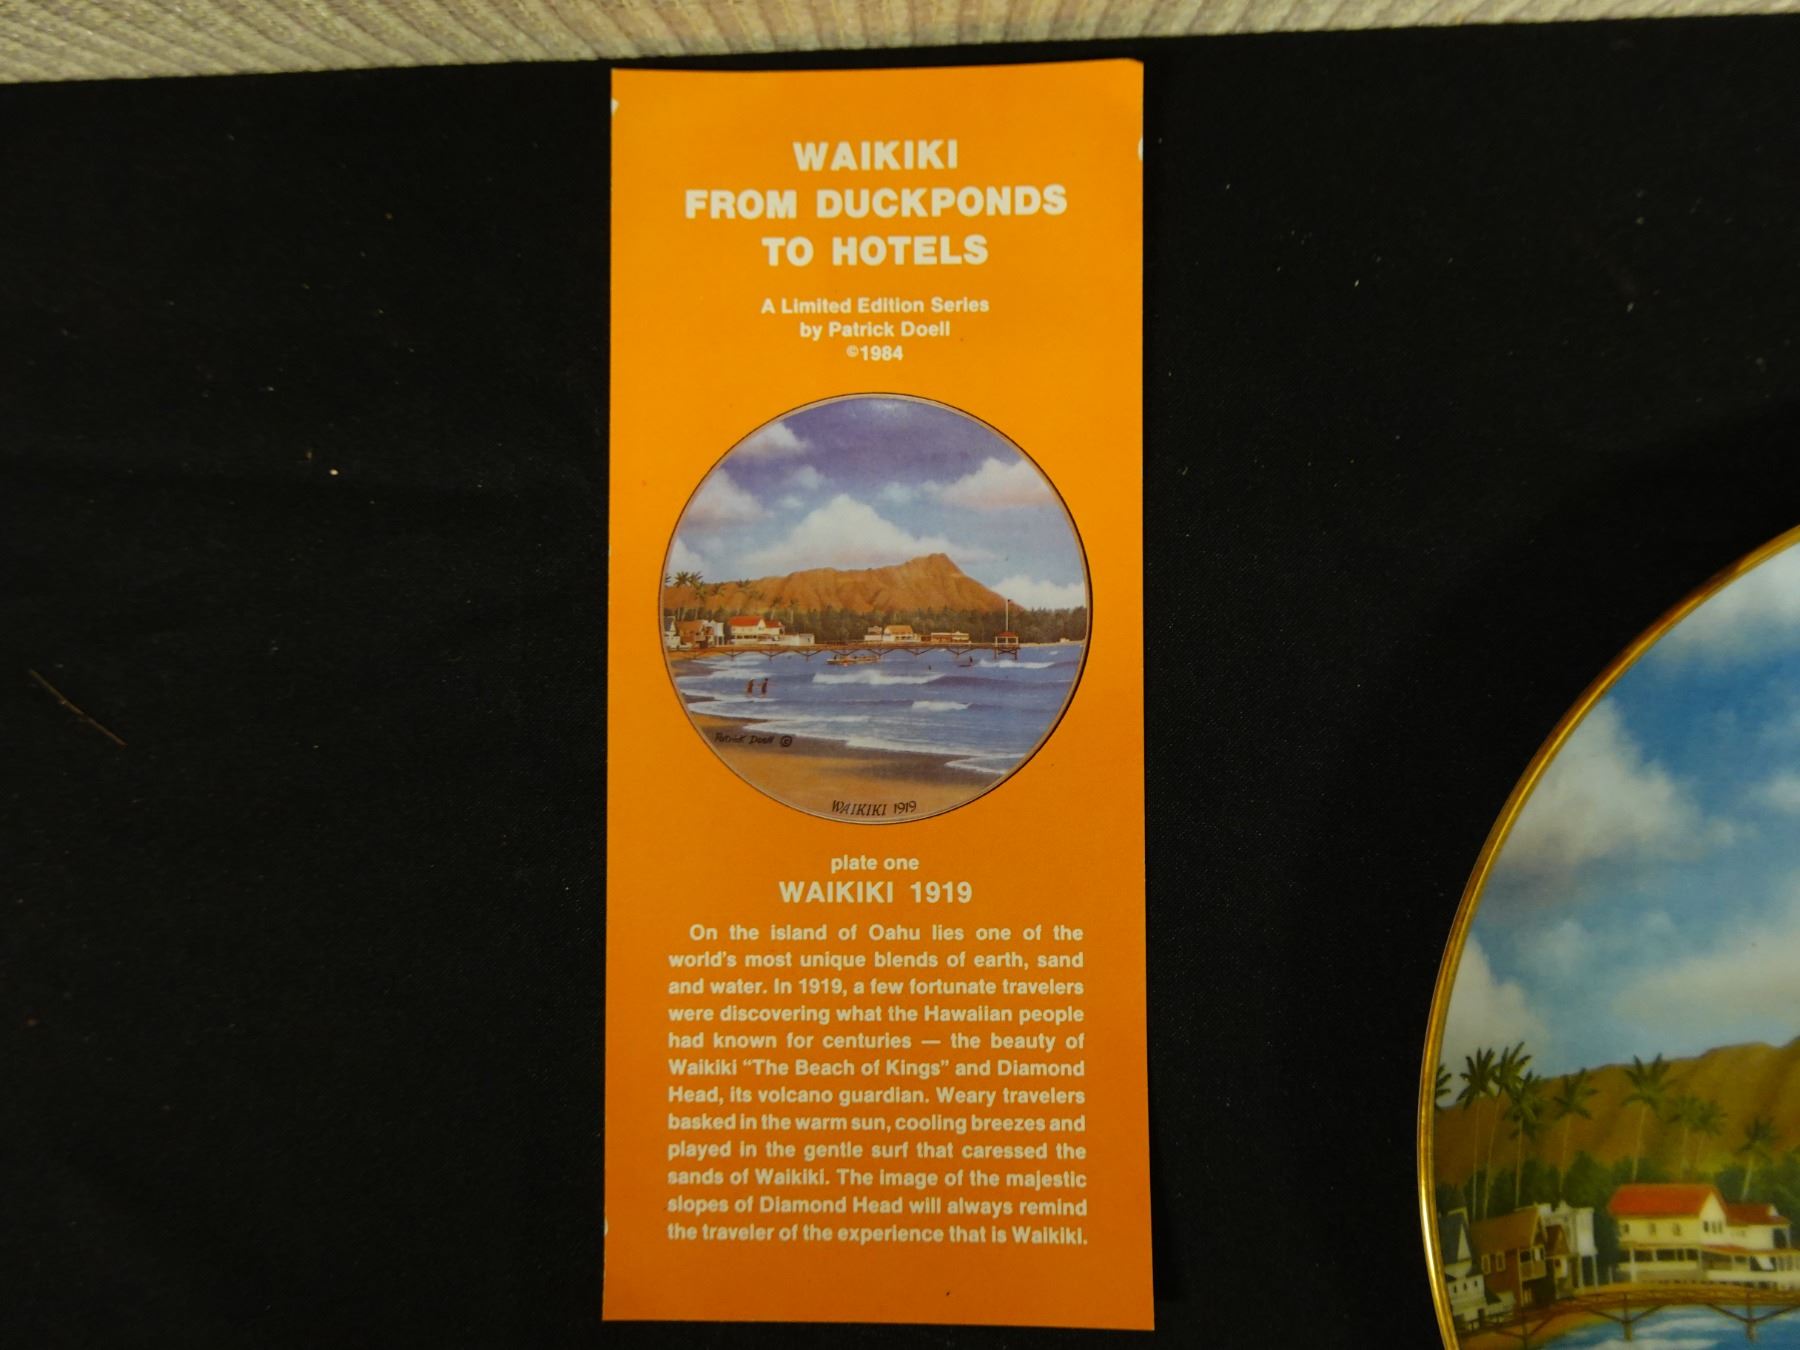 WAIKIKI
FROM DUCKPONDS
TO HOTELS
A Limited Edition Series
by Patrick Doell
©1984
Patrick Doell ©
WAIKIKI 1919
plate one
WAIKIKI 1919
On the island of Oahu lies one of the
world's most unique blends of earth, sand
and water. In 1919, a few fortunate travelers
were discovering what the Hawaiian people
had known for centuries — the beauty of
Waikiki “The Beach of Kings” and Diamond
Head, its volcano guardian. Weary travelers
basked in the warm sun, cooling breezes and
played in the gentle surf that caressed the
sands of Waikiki. The image of the majestic
slopes of Diamond Head will always remind
the traveler of the experience that is Waikiki.